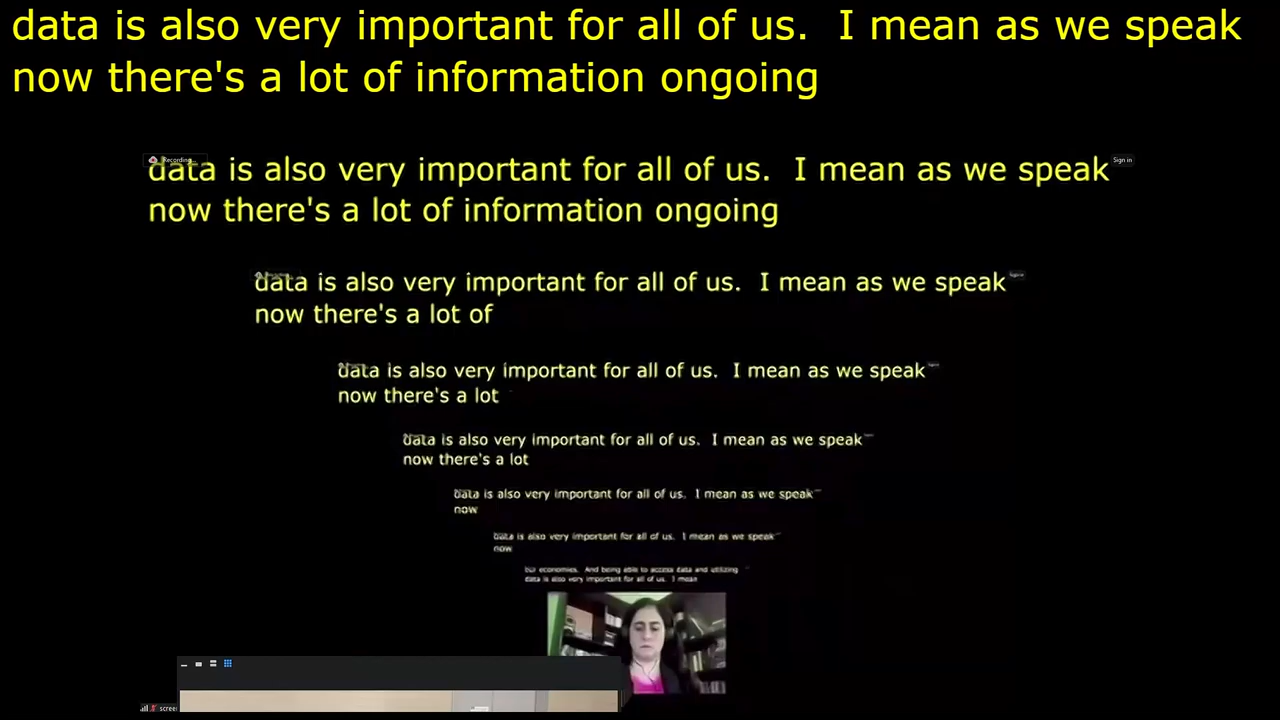 data is also very important for all of us.  I mean as we speak
now there's a lot of information ongoing
Recording...
Sign in
data is also very important for all of us.  I mean as we speak
now there's a lot of information ongoing
data is also very important for all of us.  I mean as we speak
now there's a lot of
data is also very important for all of us.  I mean as we speak
now there's a lot
data is also very important for all of us.  I mean as we speak
now there's a lot
data is also very important for all of us.  I mean as we speak
now
data is also very important for all of us.  I mean as we speak
now
economies.  And being able to access data and utilizing
data is also very important for all of us.  I mean
screen